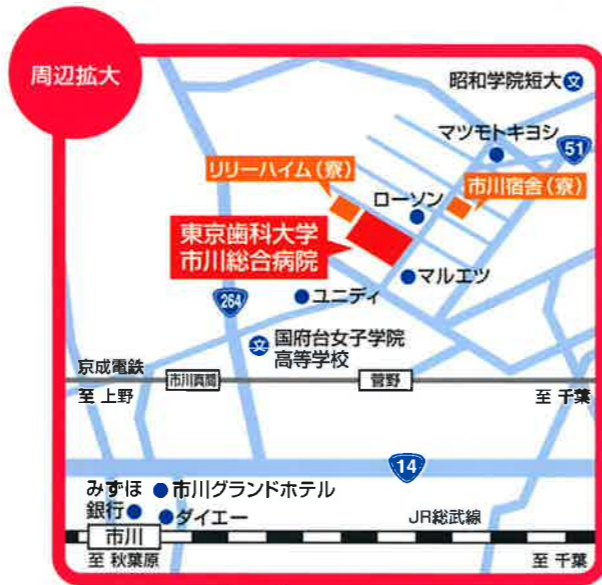 周辺拡大
昭和学院短大 文
マツモトキヨシ
51
リリーハイム(寮)
市川宿舎(寮)
ローソン
東京歯科大学
市川総合病院
マルエツ
264
ユニディ
文 国府台女子学院
高等学校
京成電鉄
市川真間
菅野
至 上野
至 千葉
14
みずほ
銀行
市川グランドホテル
ダイエー
JR総武線
市川
至 秋葉原
至 千葉